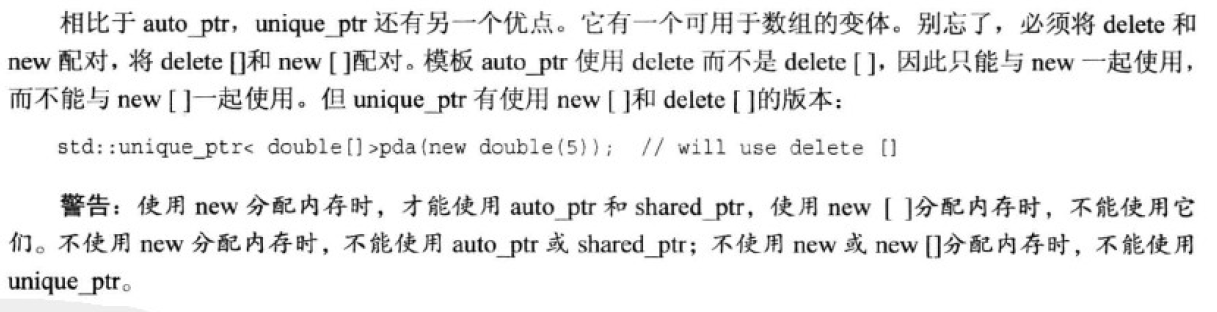 相比于 auto_ptr，unique_ptr 还有另一个优点。它有一个可用于数组的变体。别忘了，必须将 delete 和
new 配对，将 delete []和 new [ ]配对。模板 auto_ptr 使用 delete 而不是 delete [ ]，因此只能与 new 一起使用，
而不能与 new [ ]一起使用。但 unique_ptr 有使用 new [ ]和 delete [ ]的版本：
std::unique_ptr< double[]>pda(new double(5)); // will use delete []
警告：使用 new 分配内存时，才能使用 auto_ptr 和 shared_ptr，使用 new [ ]分配内存时，不能使用它
们。不使用 new 分配内存时，不能使用 auto_ptr 或 shared_ptr；不使用 new 或 new []分配内存时，不能使用
unique_ptr。